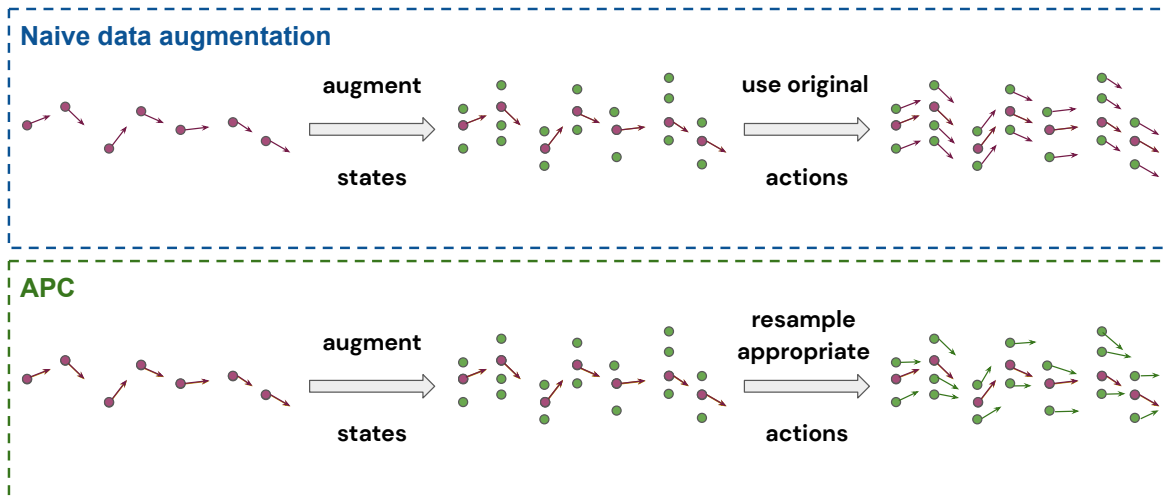 Naive data augmentation
augment
states
use original
actions
APC
augment
states
resample
appropriate
actions